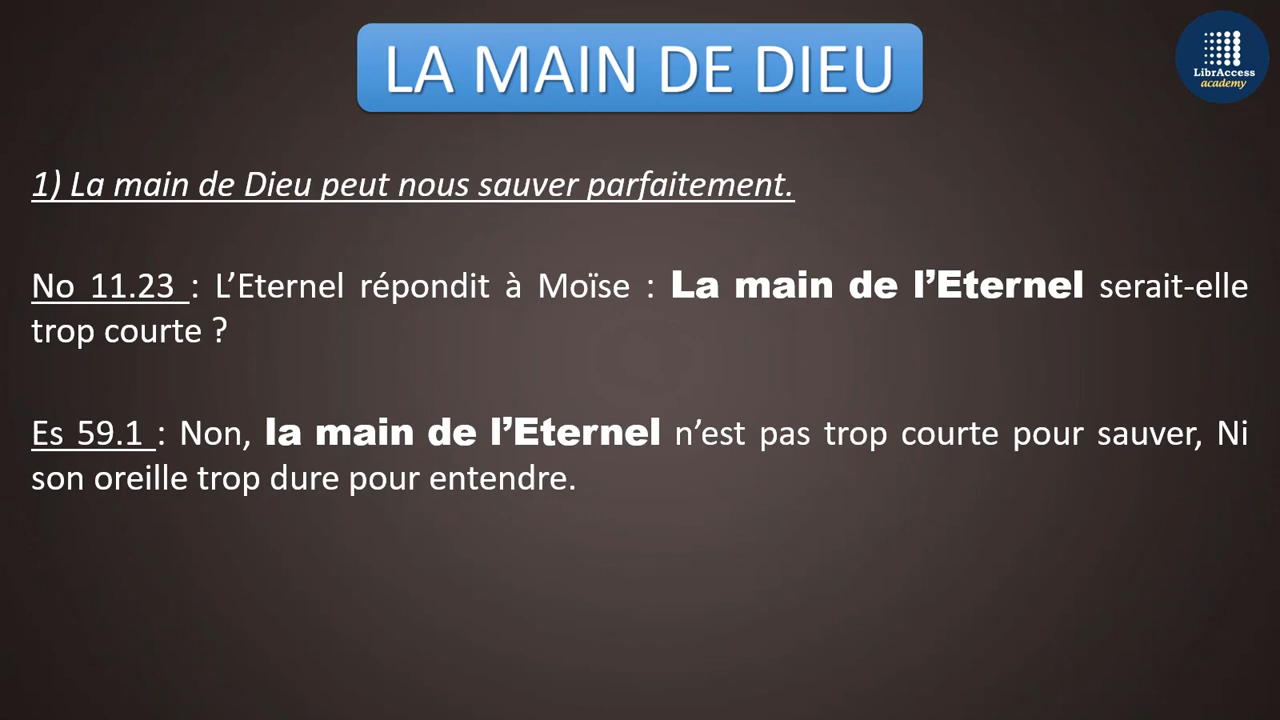 LA MAIN DE DIEU
LibrAccess
academy
1) La main de Dieu peut nous sauver parfaitement.
No 11.23 : L’Eternel répondit à Moïse : La main de l’Eternel serait-elle
trop courte ?
Es 59.1 : Non, la main de l’Eternel n’est pas trop courte pour sauver, Ni
son oreille trop dure pour entendre.